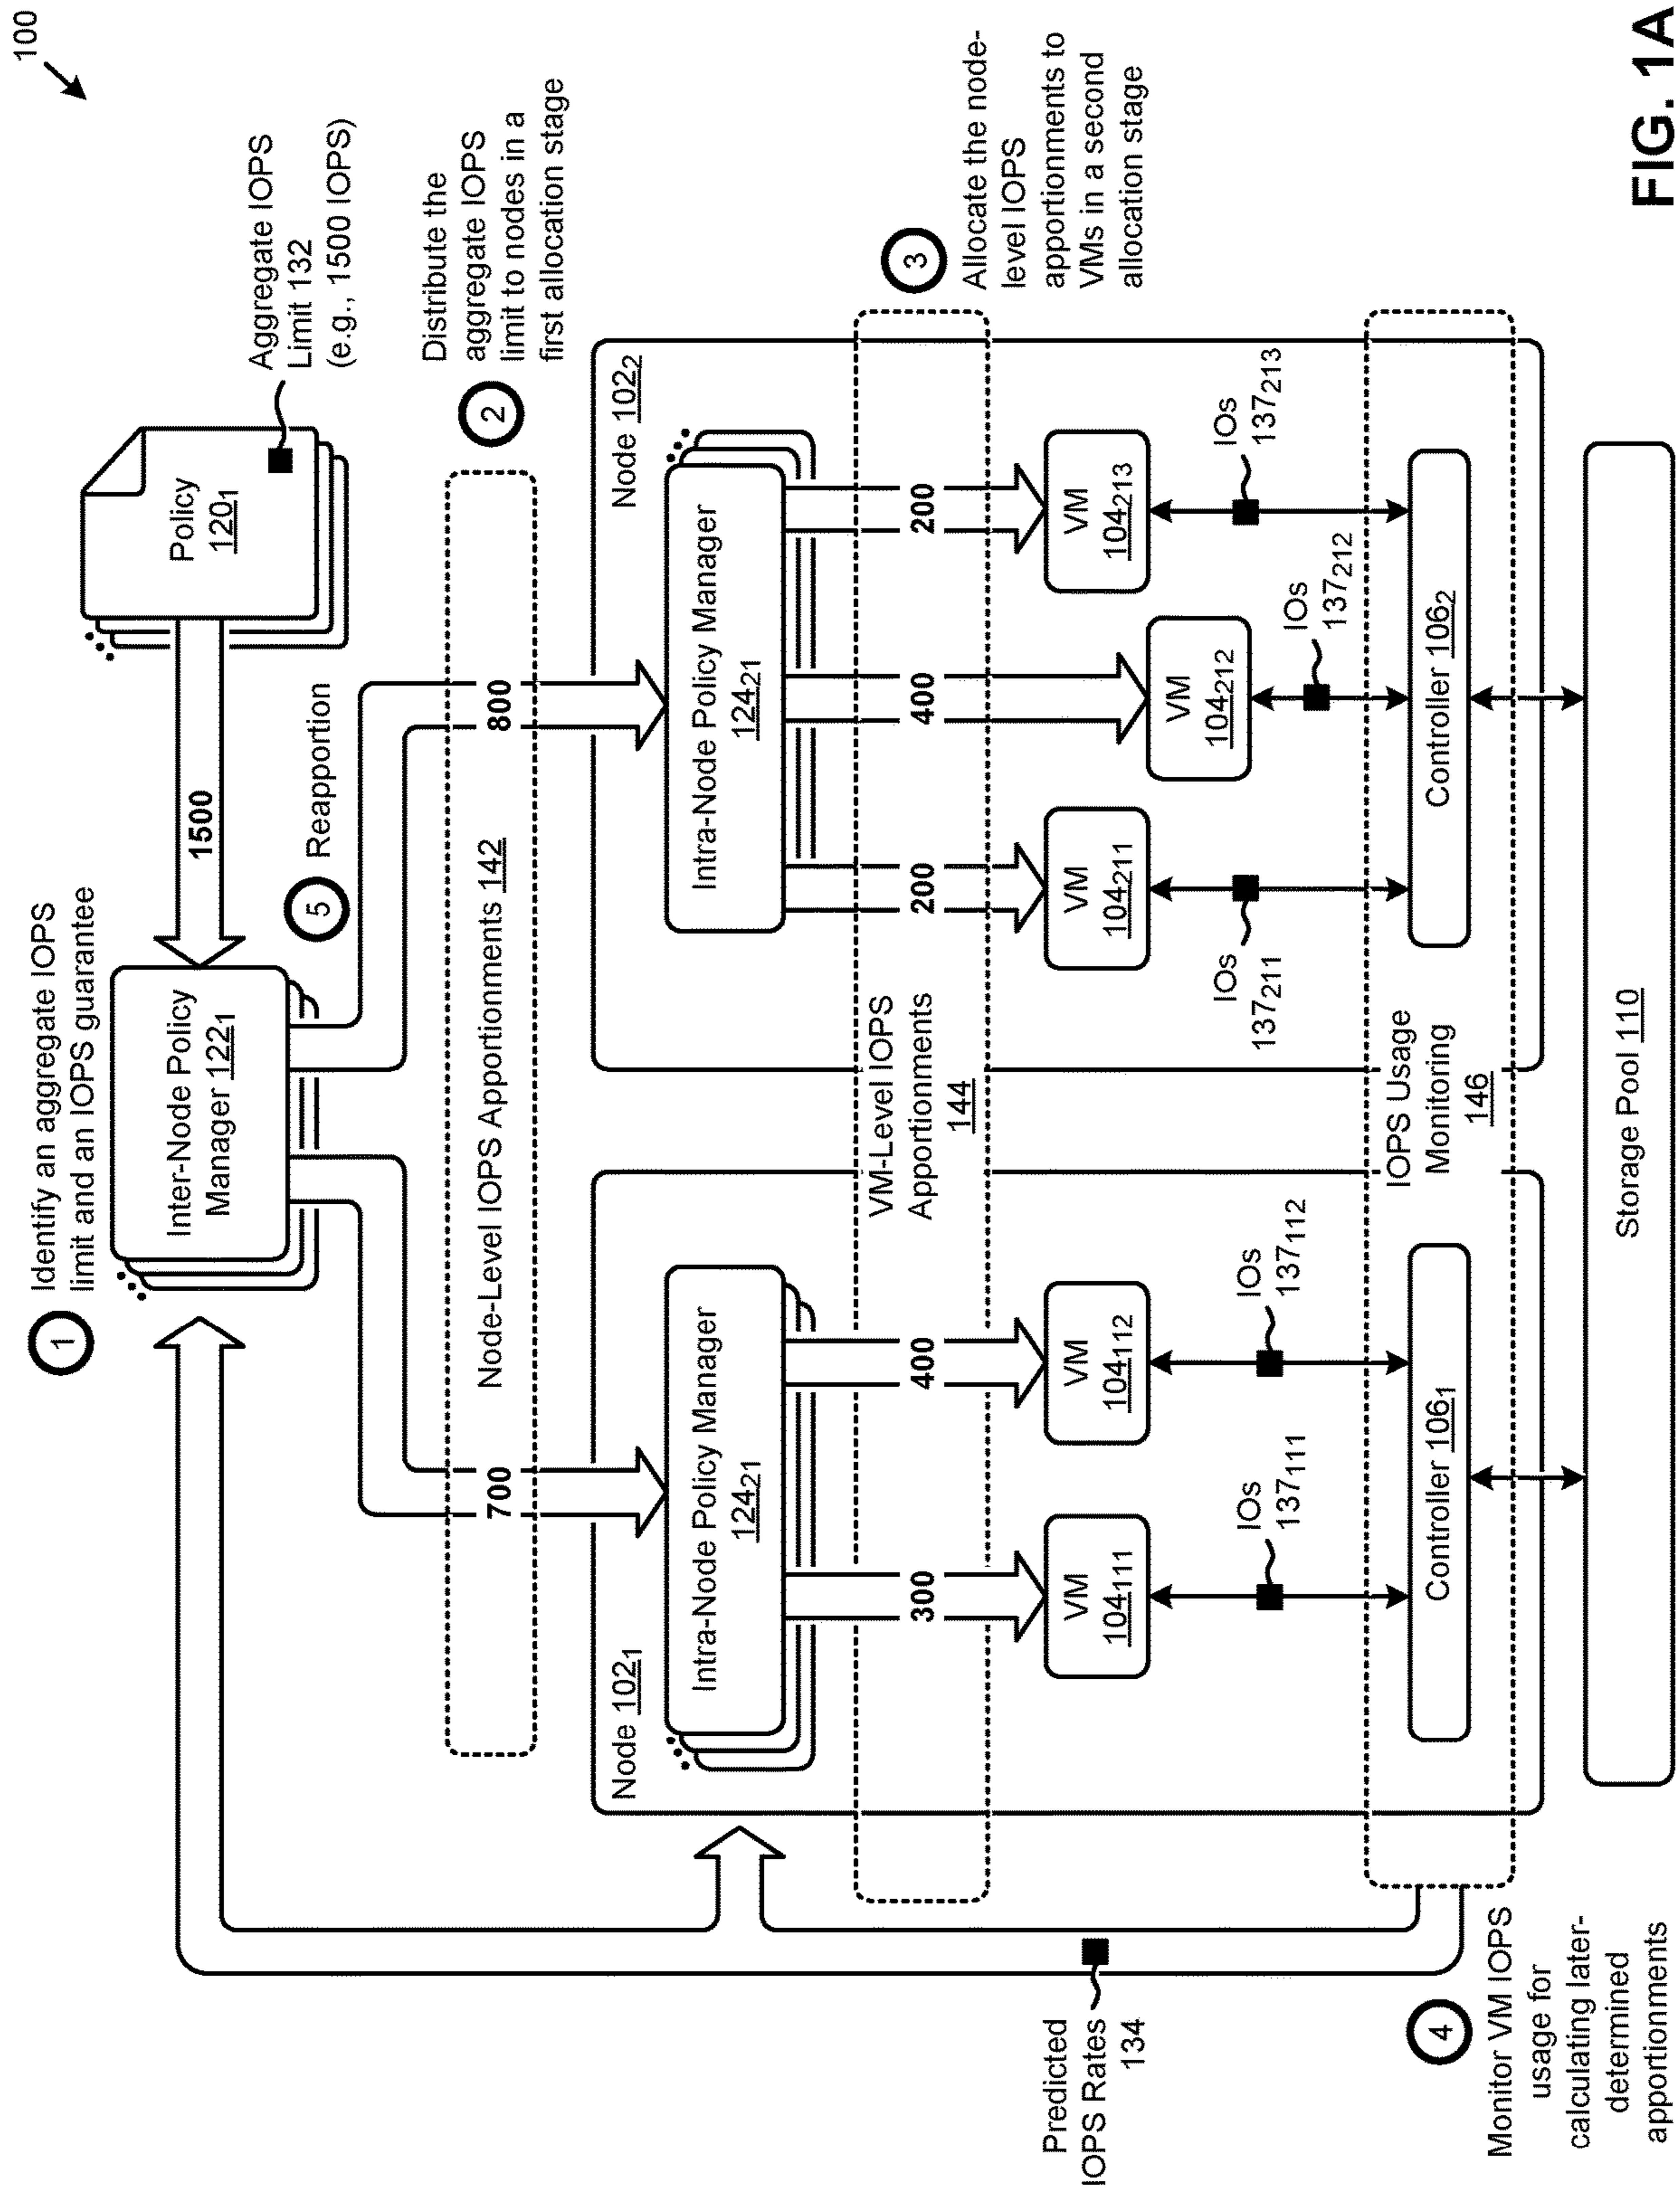 100
1
Identify an aggregate IOPS
limit and an IOPS guarantee
Inter-Node Policy
Manager 122₁
1500
Policy
120₁
Aggregate IOPS
Limit 132
(e.g., 1500 IOPS)
5
Reapportion
2
Distribute the
aggregate IOPS
limit to nodes in a
first allocation stage
700
Node-Level IOPS Apportionments 142
800
Node 102₁
Intra-Node Policy Manager
124₂₁
Node 102₂
Intra-Node Policy Manager
124₂₁
3
Allocate the node-
level IOPS
apportionments to
VMs in a second
allocation stage
300
400
VM-Level IOPS
Apportionments
144
200
400
200
VM
104₁₁₁
VM
104₁₁₂
VM
104₂₁₁
VM
104₂₁₂
VM
104₂₁₃
IOs
137₁₁₁
IOs
137₁₁₂
IOs
137₂₁₁
IOs
137₂₁₂
IOs
137₂₁₃
Predicted
IOPS Rates
134
4
Monitor VM IOPS
usage for
calculating later-
determined
apportionments
Controller 106₁
IOPS Usage
Monitoring
146
Controller 106₂
Storage Pool 110
FIG. 1A